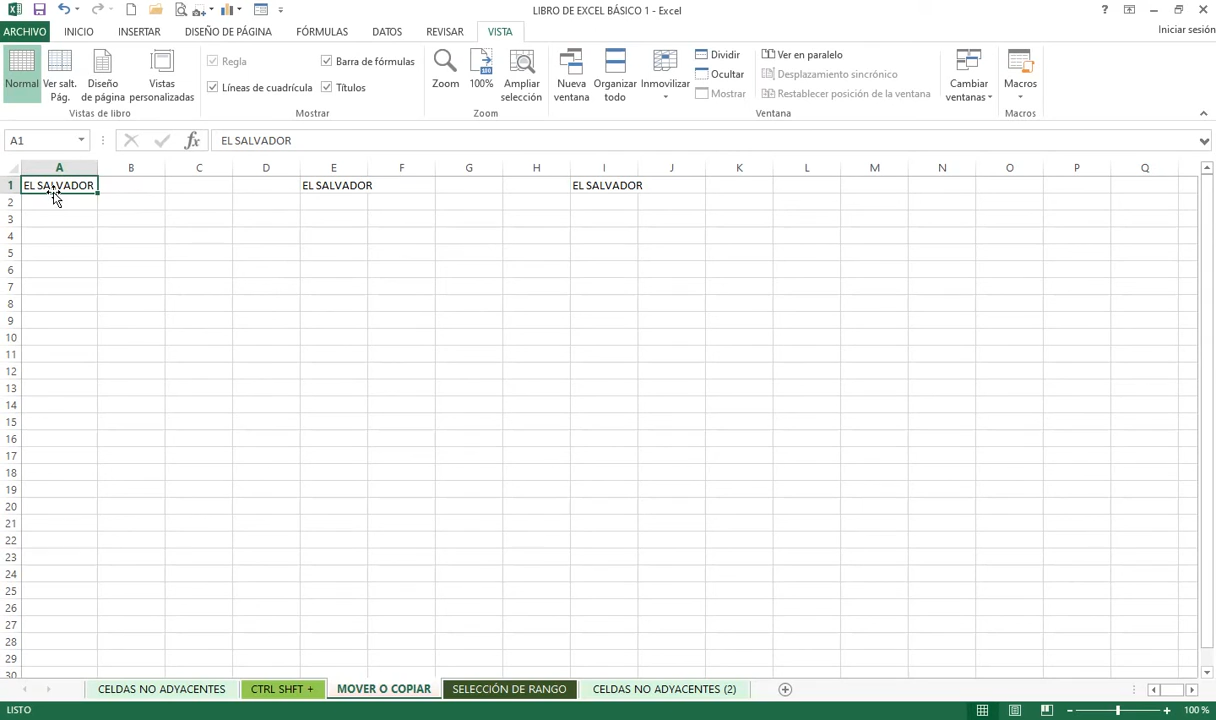 LIBRO DE EXCEL BÁSICO 1 - Excel
?
ARCHIVO INICIO INSERTAR DISEÑO DE PÁGINA FÓRMULAS DATOS REVISAR VISTA Iniciar sesión
Normal
Ver salt. Pág.
Diseño de página
Vistas personalizadas
Vistas de libro
Regla
Barra de fórmulas
Líneas de cuadrícula
Títulos
Mostrar
Zoom
100%
Ampliar selección
Zoom
Nueva ventana
Organizar todo
Inmovilizar
Dividir
Ocultar
Mostrar
Ver en paralelo
Desplazamiento sincrónico
Restablecer posición de la ventana
Ventana
Cambiar ventanas
Macros
Macros
A1 fx EL SALVADOR
A B C D E F G H I J K L M N O P Q
1 EL SALVADOR EL SALVADOR EL SALVADOR
2
3
4
5
6
7
8
9
10
11
12
13
14
15
16
17
18
19
20
21
22
23
24
25
26
27
28
29
30
CELDAS NO ADYACENTES CTRL SHFT + MOVER O COPIAR SELECCIÓN DE RANGO CELDAS NO ADYACENTES (2)
LISTO 100 %